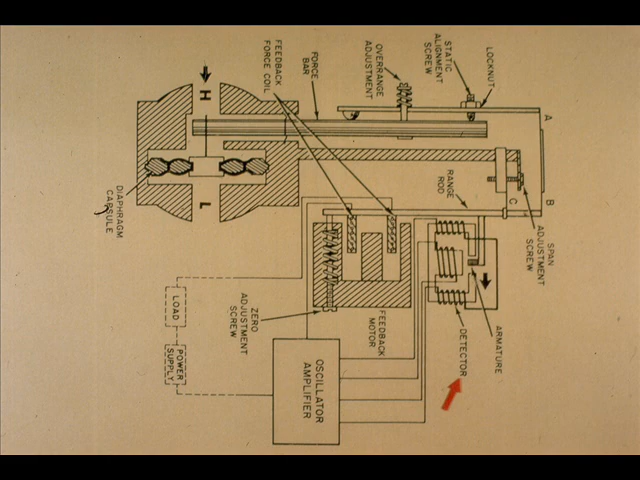 LOCKNUT
STATIC
ALIGNMENT
SCREW
OVERRANGE
ADJUSTMENT
FORCE
BAR
FEEDBACK
FORCE COIL
H
L
DIAPHRAGM
CAPSULE
A
B
C
RANGE
ROD
SPAN
ADJUSTMENT
SCREW
ARMATURE
DETECTOR
FEEDBACK
MOTOR
ZERO
ADJUSTMENT
SCREW
OSCILLATOR
AMPLIFIER
LOAD
POWER
SUPPLY